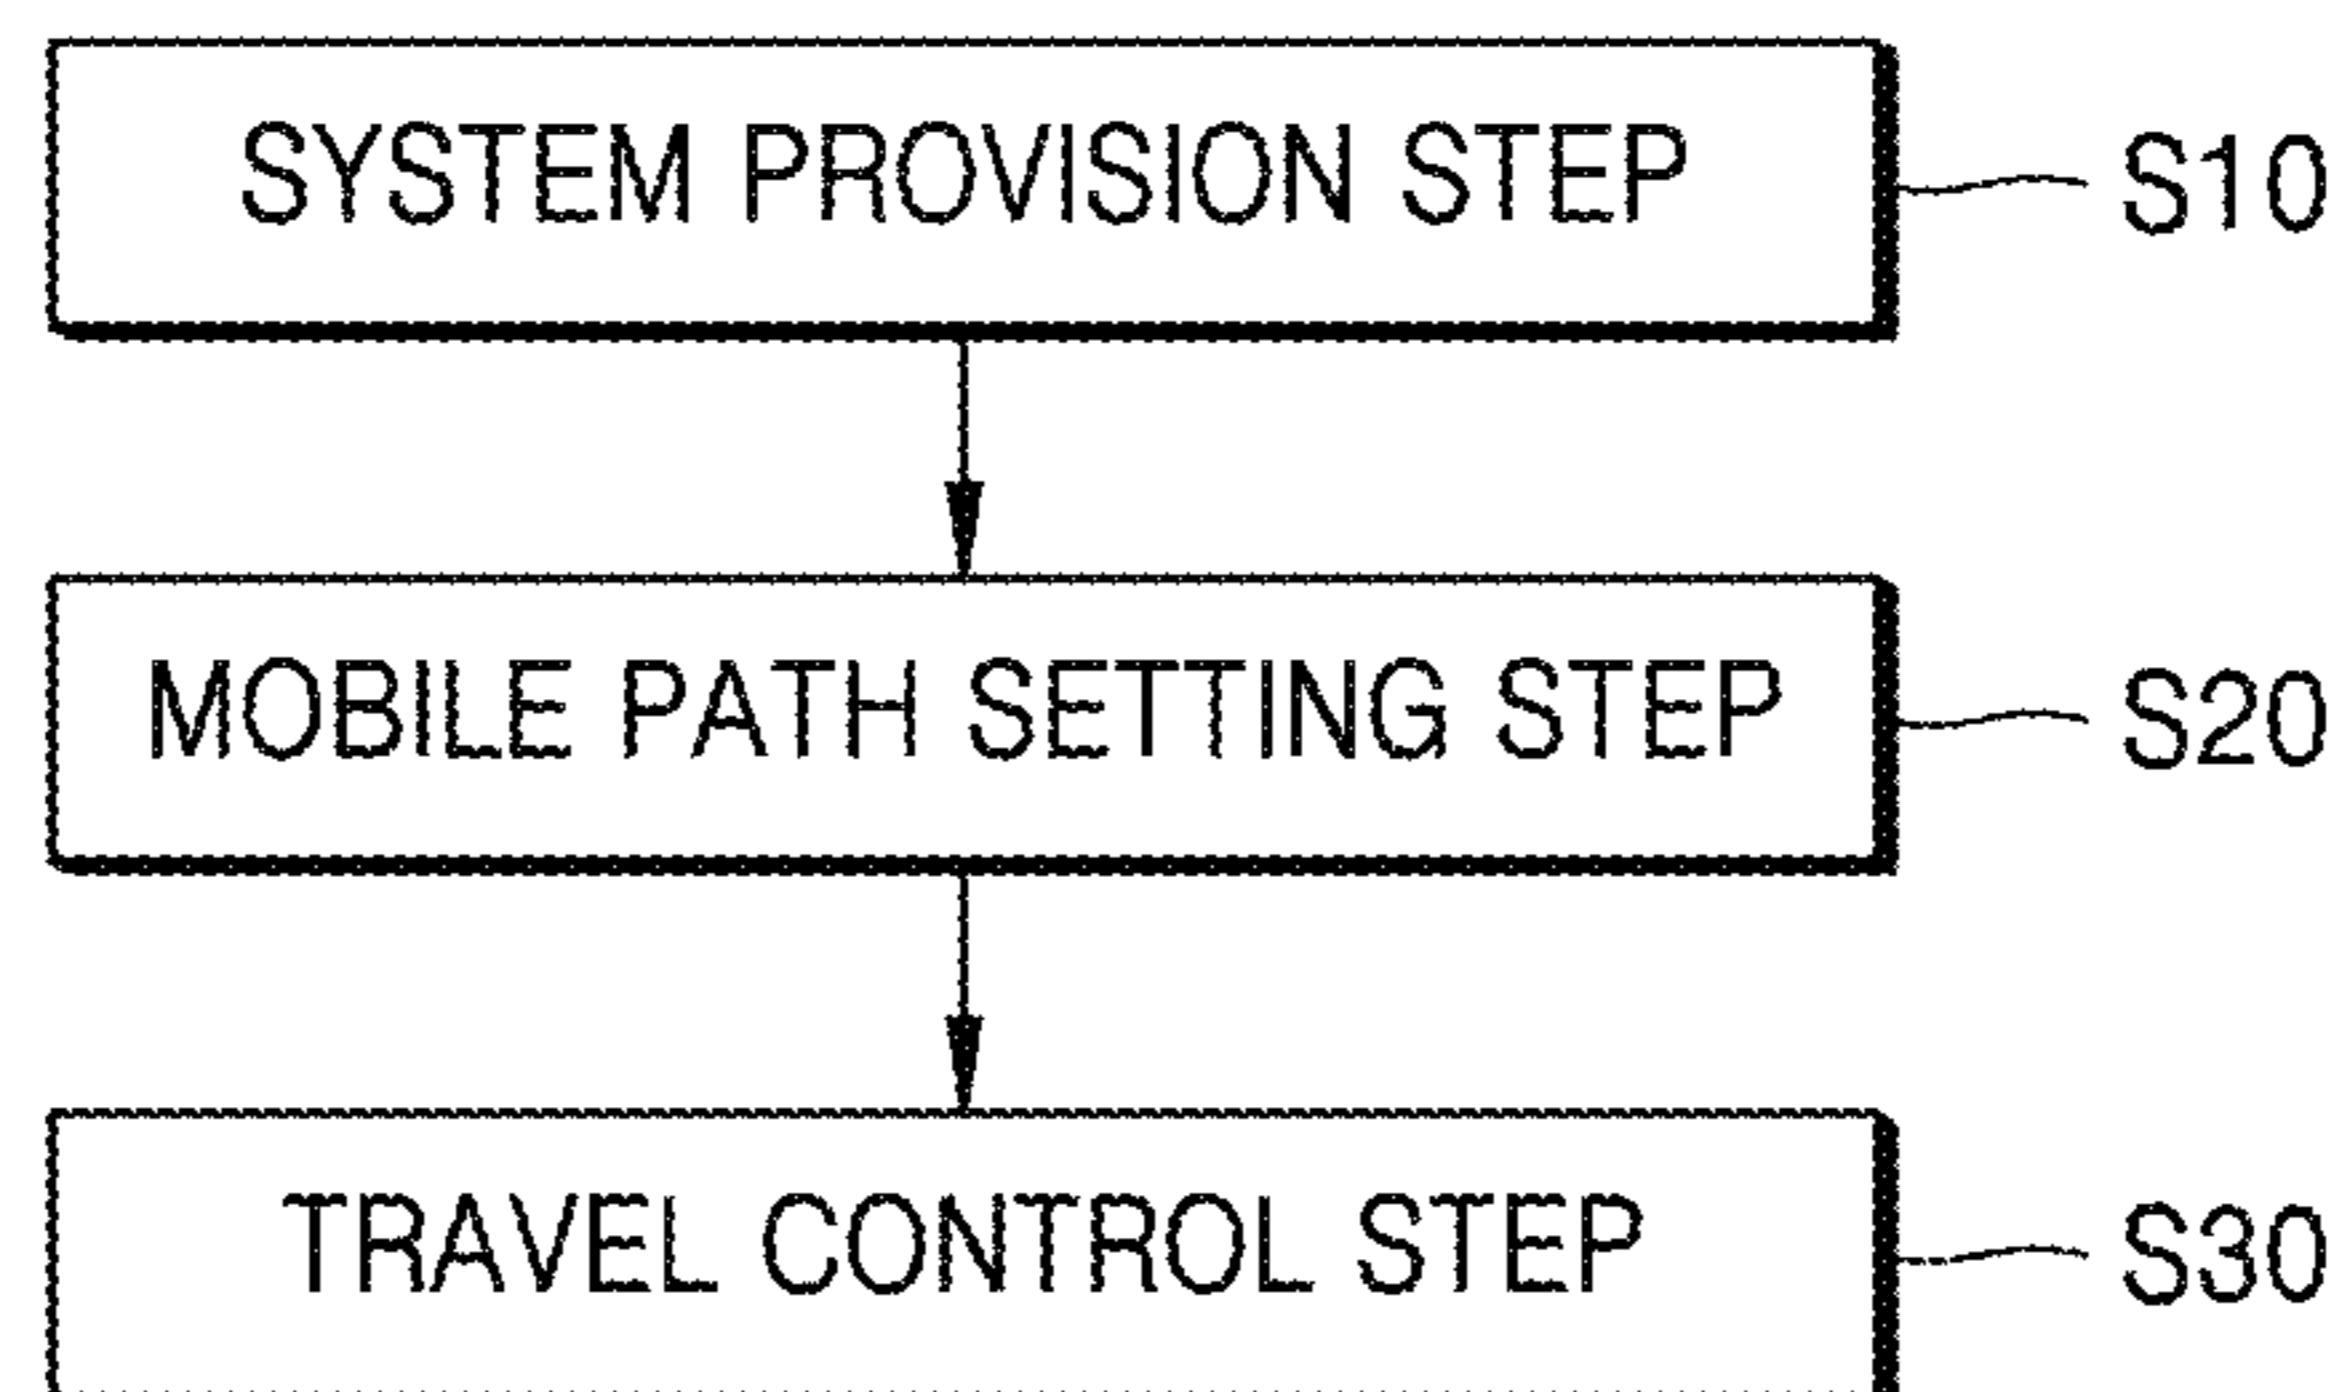 SYSTEM PROVISION STEP
S10
MOBILE PATH SETTING STEP
S20
TRAVEL CONTROL STEP
S30